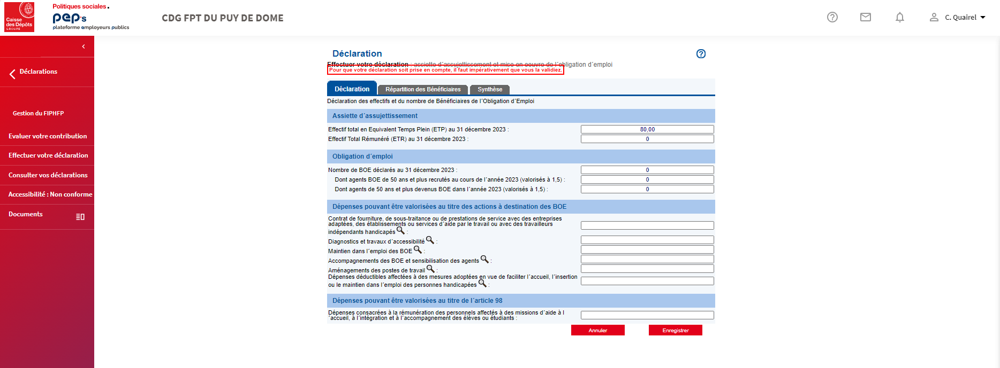 Caisse
des Dépôts
GROUPE
Politiques sociales.
pep's
plateforme employeurs publics
CDG FPT DU PUY DE DOME
C. Quairel
Déclarations
Gestion du FIPHFP
Evaluer votre contribution
Effectuer votre déclaration
Consulter vos déclarations
Accessibilité : Non conforme
Documents
Déclaration
Effectuer votre déclaration : assiette d´assujettissement et mise en oeuvre de l´obligation d´emploi
Pour que votre déclaration soit prise en compte, il faut impérativement que vous la validiez.
Déclaration Répartition des Bénéficiaires Synthèse
Déclaration des effectifs et du nombre de Bénéficiaires de l´Obligation d´Emploi
Assiette d´assujettissement
Effectif total en Equivalent Temps Plein (ETP) au 31 décembre 2023 : 80,00
Effectif Total Rémunéré (ETR) au 31 décembre 2023 : 0
Obligation d´emploi
Nombre de BOE déclarés au 31 décembre 2023 : 0
Dont agents BOE de 50 ans et plus recrutés au cours de l´année 2023 (valorisés à 1,5) : 0
Dont agents de 50 ans et plus devenus BOE dans l´année 2023 (valorisés à 1,5) : 0
Dépenses pouvant être valorisées au titre des actions à destination des BOE
Contrat de fourniture, de sous-traitance ou de prestations de service avec des entreprises
adaptées, des établissements ou services d´aide par le travail ou avec des travailleurs
indépendants handicapés :
Diagnostics et travaux d´accessibilité :
Maintien dans l´emploi des BOE :
Accompagnements des BOE et sensibilisation des agents :
Aménagements des postes de travail :
Dépenses déductibles affectées à des mesures adoptées en vue de faciliter l´accueil, l´insertion
ou le maintien dans l´emploi des personnes handicapées :
Dépenses pouvant être valorisées au titre de l´article 98
Dépenses consacrées à la rémunération des personnels affectés à des missions d´aide à l
´accueil, à l´intégration et à l´accompagnement des élèves ou étudiants :
Annuler Enregistrer